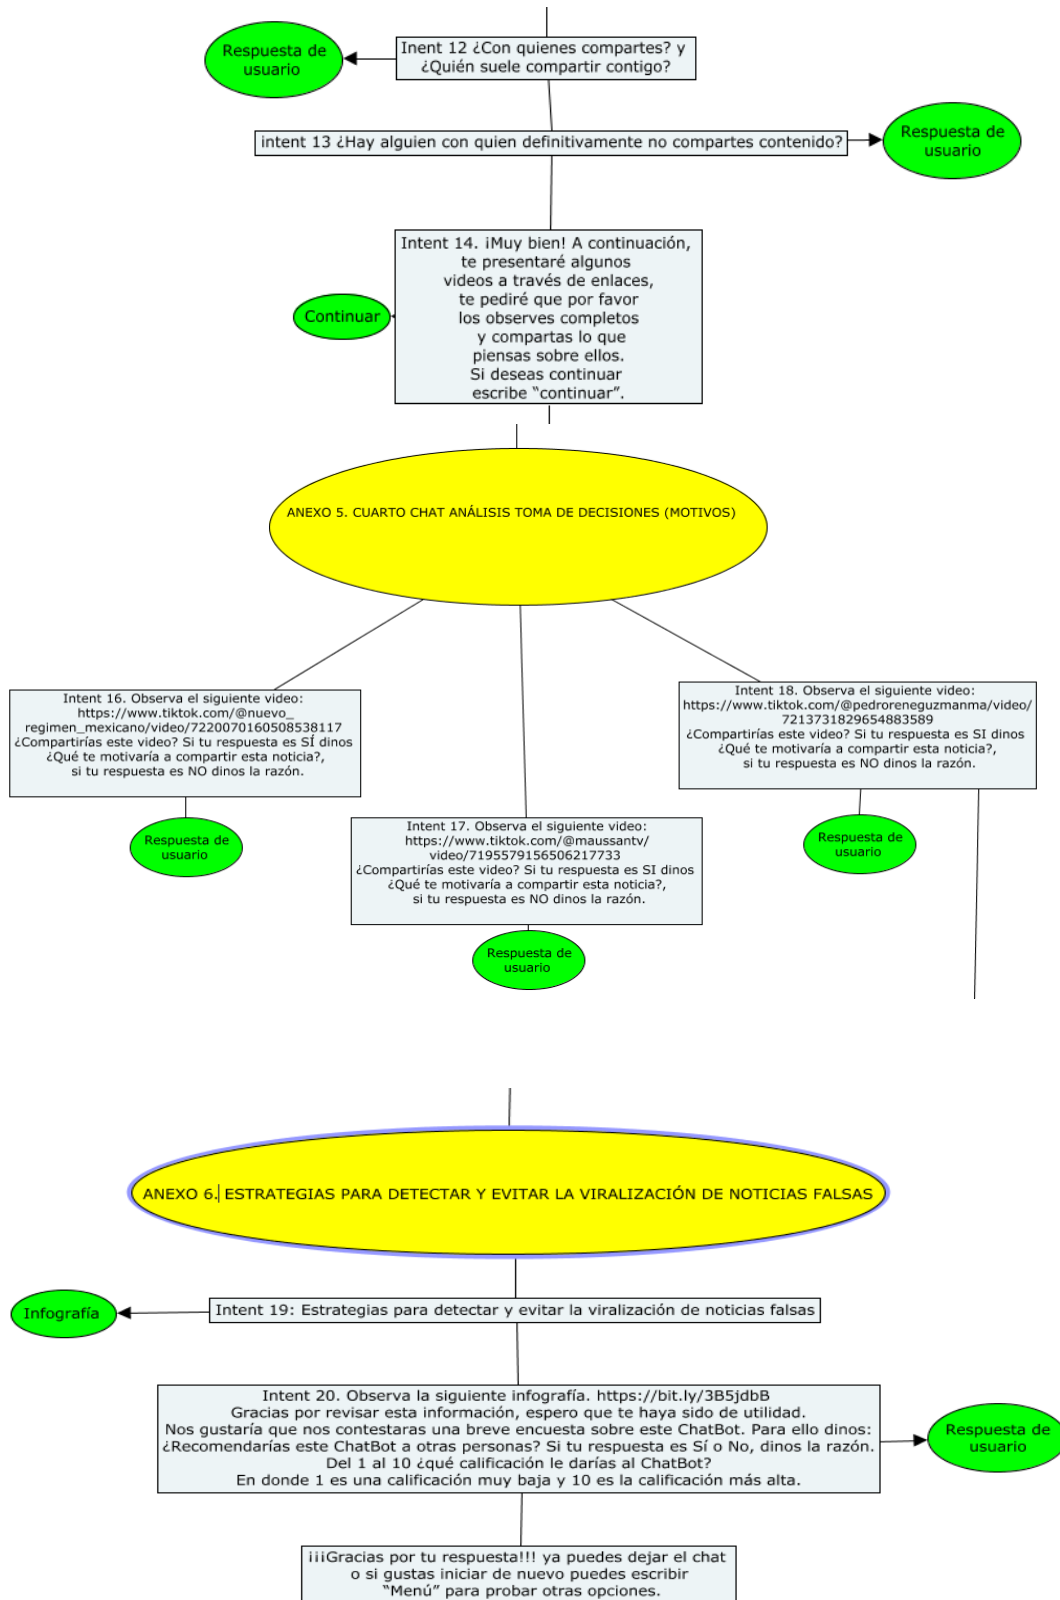 Respuesta de
usuario
Inent 12 ¿Con quienes compartes? y
¿Quién suele compartir contigo?
intent 13 ¿Hay alguien con quien definitivamente no compartes contenido?
Respuesta de
usuario
Intent 14. ¡Muy bien! A continuación,
te presentaré algunos
videos a través de enlaces,
te pediré que por favor
los observes completos
y compartas lo que
piensas sobre ellos.
Si deseas continuar
escribe “continuar”.
Continuar
ANEXO 5. CUARTO CHAT ANÁLISIS TOMA DE DECISIONES (MOTIVOS)
Intent 16. Observa el siguiente video:
https://www.tiktok.com/@nuevo_
regimen_mexicano/video/7220070160508538117
¿Compartirías este video? Si tu respuesta es SÍ dinos
¿Qué te motivaría a compartir esta noticia?,
si tu respuesta es NO dinos la razón.
Respuesta de
usuario
Intent 17. Observa el siguiente video:
https://www.tiktok.com/@maussantv/
video/7195579156506217733
¿Compartirías este video? Si tu respuesta es SI dinos
¿Qué te motivaría a compartir esta noticia?,
si tu respuesta es NO dinos la razón.
Respuesta de
usuario
Intent 18. Observa el siguiente video:
https://www.tiktok.com/@pedroreneguzmanma/video/
7213731829654883589
¿Compartirías este video? Si tu respuesta es SI dinos
¿Qué te motivaría a compartir esta noticia?,
si tu respuesta es NO dinos la razón.
Respuesta de
usuario
ANEXO 6. ESTRATEGIAS PARA DETECTAR Y EVITAR LA VIRALIZACIÓN DE NOTICIAS FALSAS
Infografía
Intent 19: Estrategias para detectar y evitar la viralización de noticias falsas
Intent 20. Observa la siguiente infografía. https://bit.ly/3B5jdbB
Gracias por revisar esta información, espero que te haya sido de utilidad.
Nos gustaría que nos contestaras una breve encuesta sobre este ChatBot. Para ello dinos:
¿Recomendarías este ChatBot a otras personas? Si tu respuesta es Sí o No, dinos la razón.
Del 1 al 10 ¿qué calificación le darías al ChatBot?
En donde 1 es una calificación muy baja y 10 es la calificación más alta.
Respuesta de
usuario
¡¡¡Gracias por tu respuesta!!! ya puedes dejar el chat
o si gustas iniciar de nuevo puedes escribir
“Menú” para probar otras opciones.